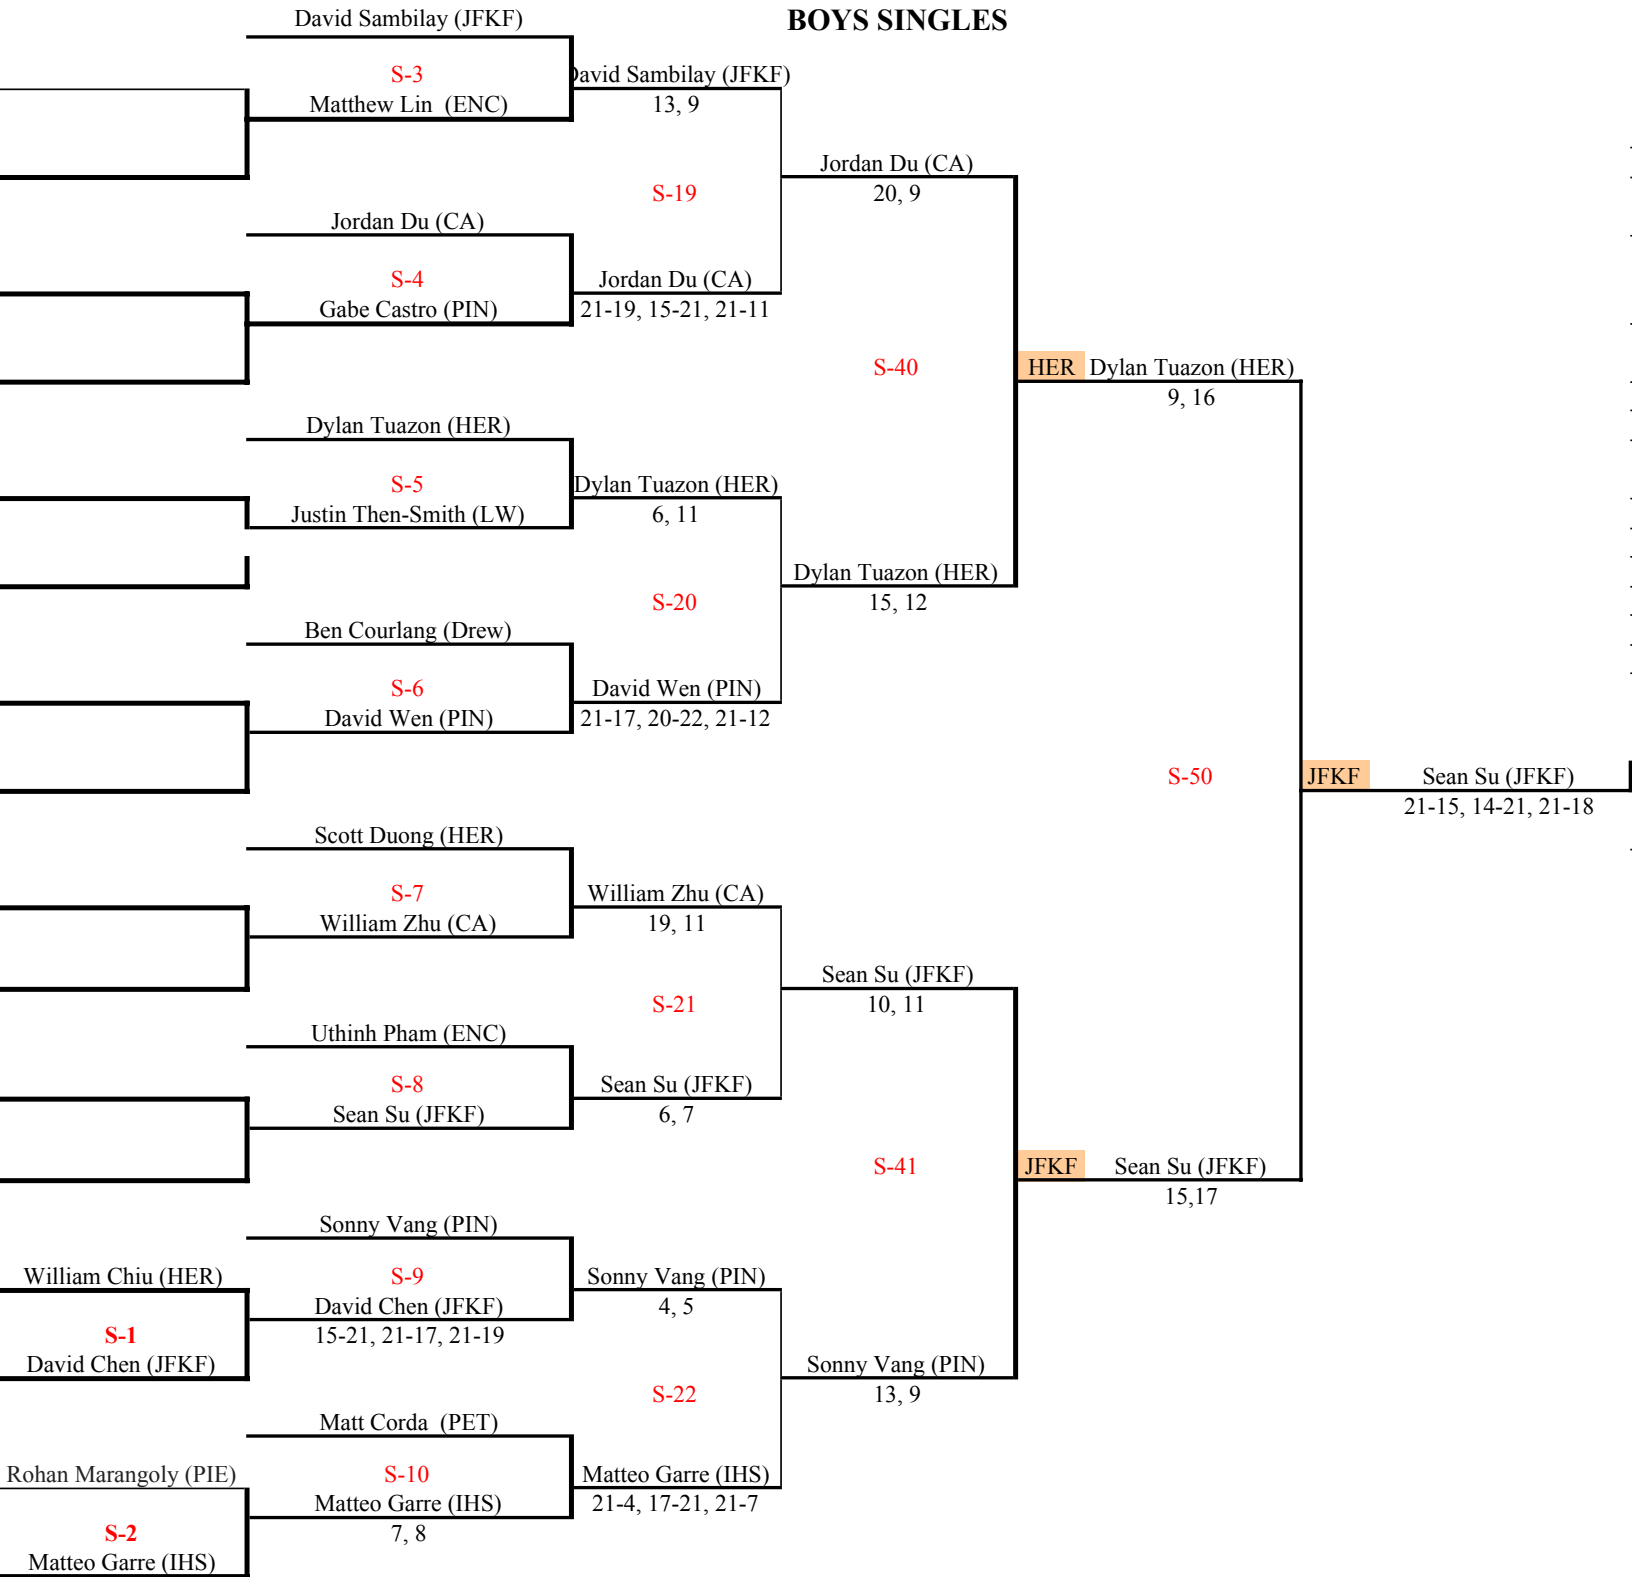 David Sambilay (JFKF)
BOYS SINGLES
S-3
David Sambilay (JFKF)
Matthew Lin (ENC)
13, 9
Jordan Du (CA)
S-19
20, 9
Jordan Du (CA)
S-4
Jordan Du (CA)
Gabe Castro (PIN)
21-19, 15-21, 21-11
S-40
HER Dylan Tuazon (HER)
9, 16
Dylan Tuazon (HER)
S-5
Dylan Tuazon (HER)
Justin Then-Smith (LW)
6, 11
Dylan Tuazon (HER)
S-20
15, 12
Ben Courlang (Drew)
S-6
David Wen (PIN)
David Wen (PIN)
21-17, 20-22, 21-12
S-50
JFKF Sean Su (JFKF)
21-15, 14-21, 21-18
Scott Duong (HER)
S-7
William Zhu (CA)
William Zhu (CA)
19, 11
Sean Su (JFKF)
S-21
10, 11
Uthinh Pham (ENC)
S-8
Sean Su (JFKF)
Sean Su (JFKF)
6, 7
S-41
JFKF Sean Su (JFKF)
15,17
Sonny Vang (PIN)
William Chiu (HER)
S-9
Sonny Vang (PIN)
David Chen (JFKF)
4, 5
S-1
15-21, 21-17, 21-19
David Chen (JFKF)
Sonny Vang (PIN)
S-22
13, 9
Matt Corda (PET)
Rohan Marangoly (PIE)
S-10
Matteo Garre (IHS)
Matteo Garre (IHS)
21-4, 17-21, 21-7
S-2
7, 8
Matteo Garre (IHS)